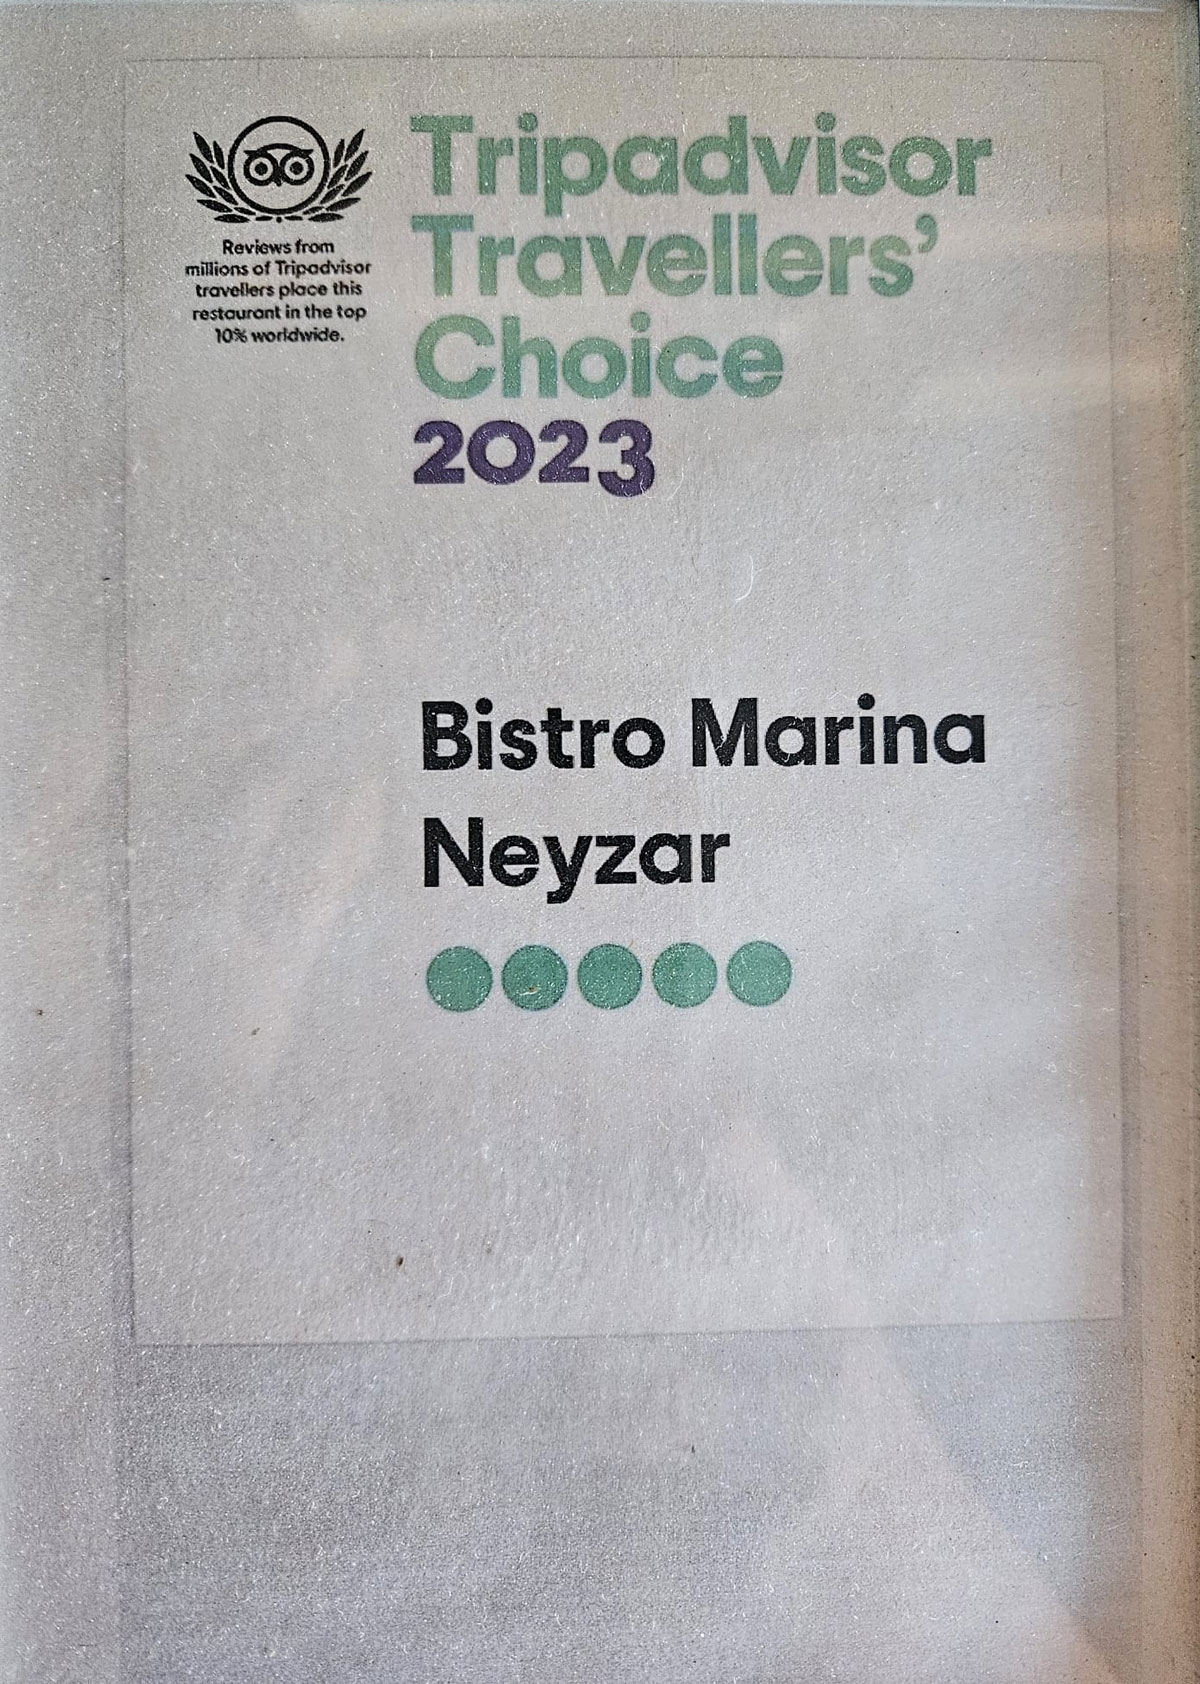 Tripadvisor
Travellers’
Choice
2023
Reviews from
millions of Tripadvisor
travellers place this
restaurant in the top
10% worldwide.
Bistro Marina
Neyzar